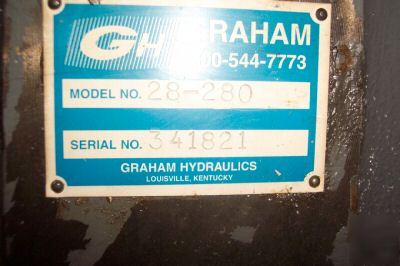 GH GRAHAM
00-544-7773
MODEL NO. 28-280
SERIAL NO. 341821
GRAHAM HYDRAULICS
LOUISVILLE, KENTUCKY